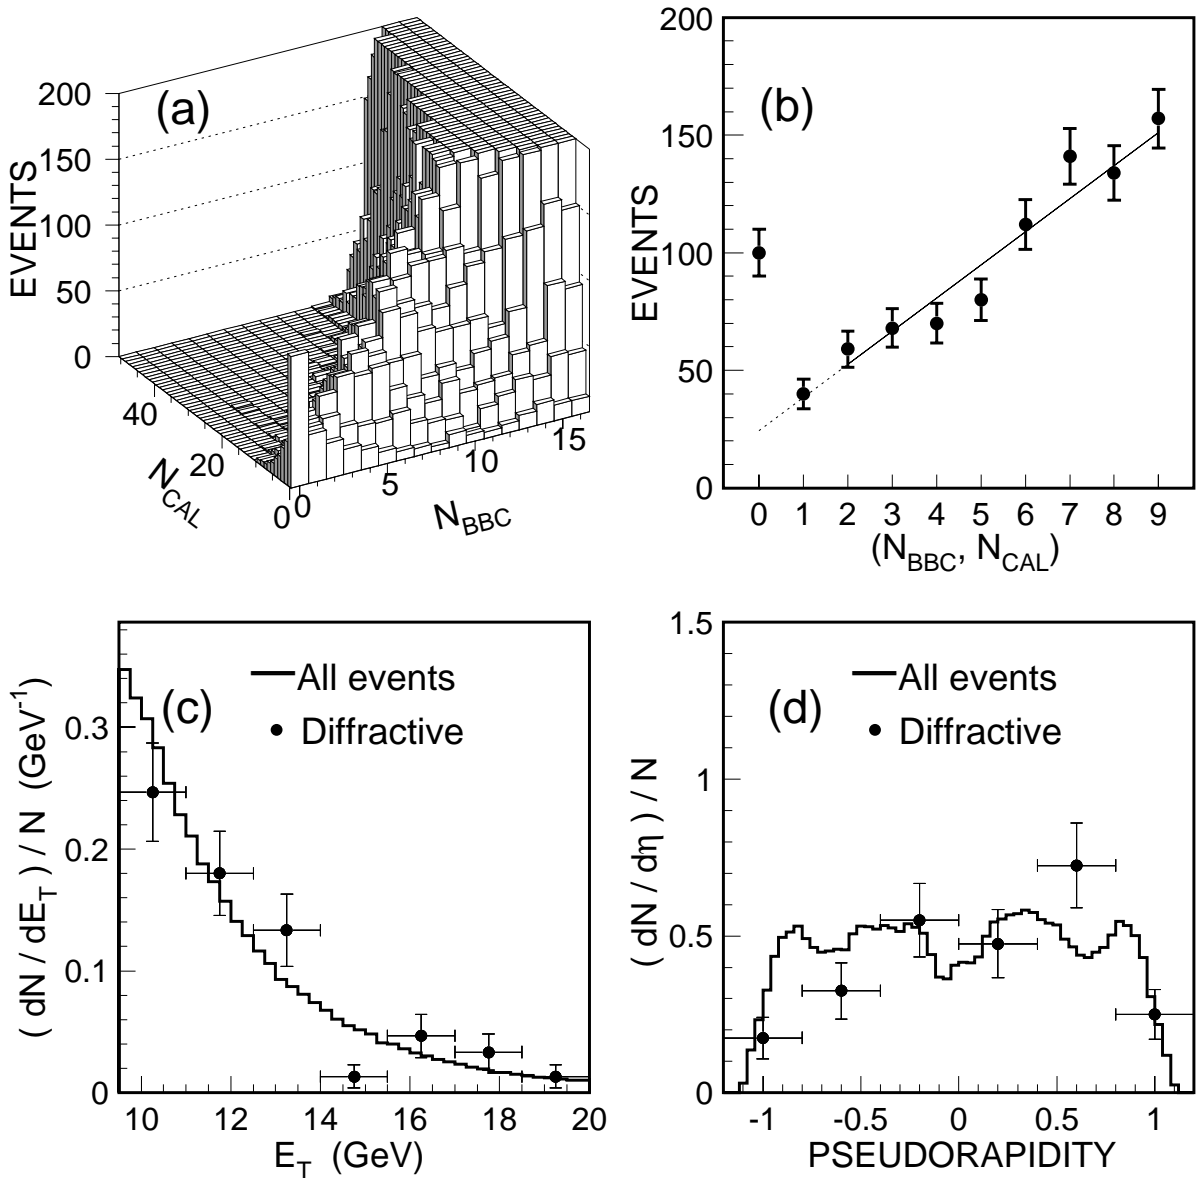 (a)
EVENTS
200
150
100
50
0
40
20
0
N_CAL
0
5
10
15
N_BBC
(b)
EVENTS
200
150
100
50
0
0 1 2 3 4 5 6 7 8 9
(N_BBC, N_CAL)
(c)
All events
Diffractive
( dN / dE_T ) / N (GeV^-1)
0.3
0.2
0.1
0
10 12 14 16 18 20
E_T (GeV)
(d)
All events
Diffractive
( dN / dη ) / N
1.5
1
0.5
0
-1 -0.5 0 0.5 1
PSEUDORAPIDITY